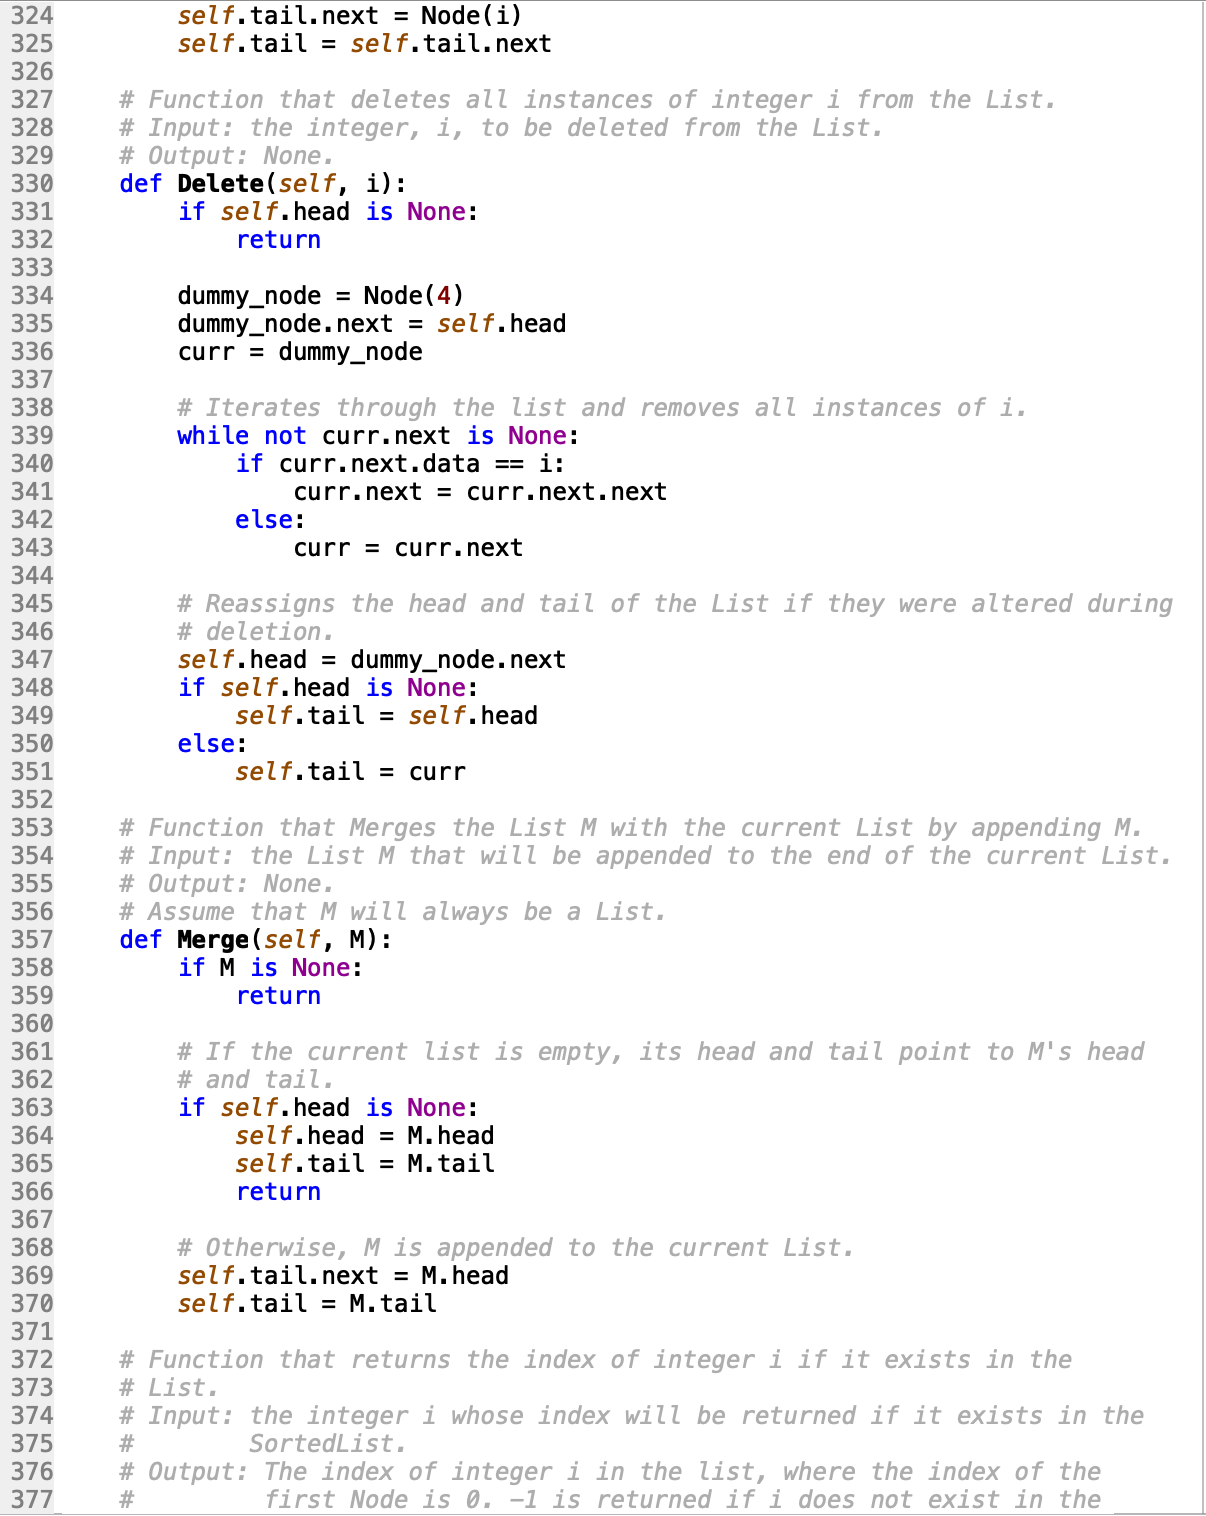 324         self.tail.next = Node(i)
325         self.tail = self.tail.next
326
327     # Function that deletes all instances of integer i from the List.
328     # Input: the integer, i, to be deleted from the List.
329     # Output: None.
330     def Delete(self, i):
331         if self.head is None:
332             return
333
334         dummy_node = Node(4)
335         dummy_node.next = self.head
336         curr = dummy_node
337
338         # Iterates through the list and removes all instances of i.
339         while not curr.next is None:
340             if curr.next.data == i:
341                 curr.next = curr.next.next
342             else:
343                 curr = curr.next
344
345         # Reassigns the head and tail of the List if they were altered during
346         # deletion.
347         self.head = dummy_node.next
348         if self.head is None:
349             self.tail = self.head
350         else:
351             self.tail = curr
352
353     # Function that Merges the List M with the current List by appending M.
354     # Input: the List M that will be appended to the end of the current List.
355     # Output: None.
356     # Assume that M will always be a List.
357     def Merge(self, M):
358         if M is None:
359             return
360
361         # If the current list is empty, its head and tail point to M's head
362         # and tail.
363         if self.head is None:
364             self.head = M.head
365             self.tail = M.tail
366             return
367
368         # Otherwise, M is appended to the current List.
369         self.tail.next = M.head
370         self.tail = M.tail
371
372     # Function that returns the index of integer i if it exists in the
373     # List.
374     # Input: the integer i whose index will be returned if it exists in the
375     #        SortedList.
376     # Output: The index of integer i in the list, where the index of the
377     #         first Node is 0. -1 is returned if i does not exist in the